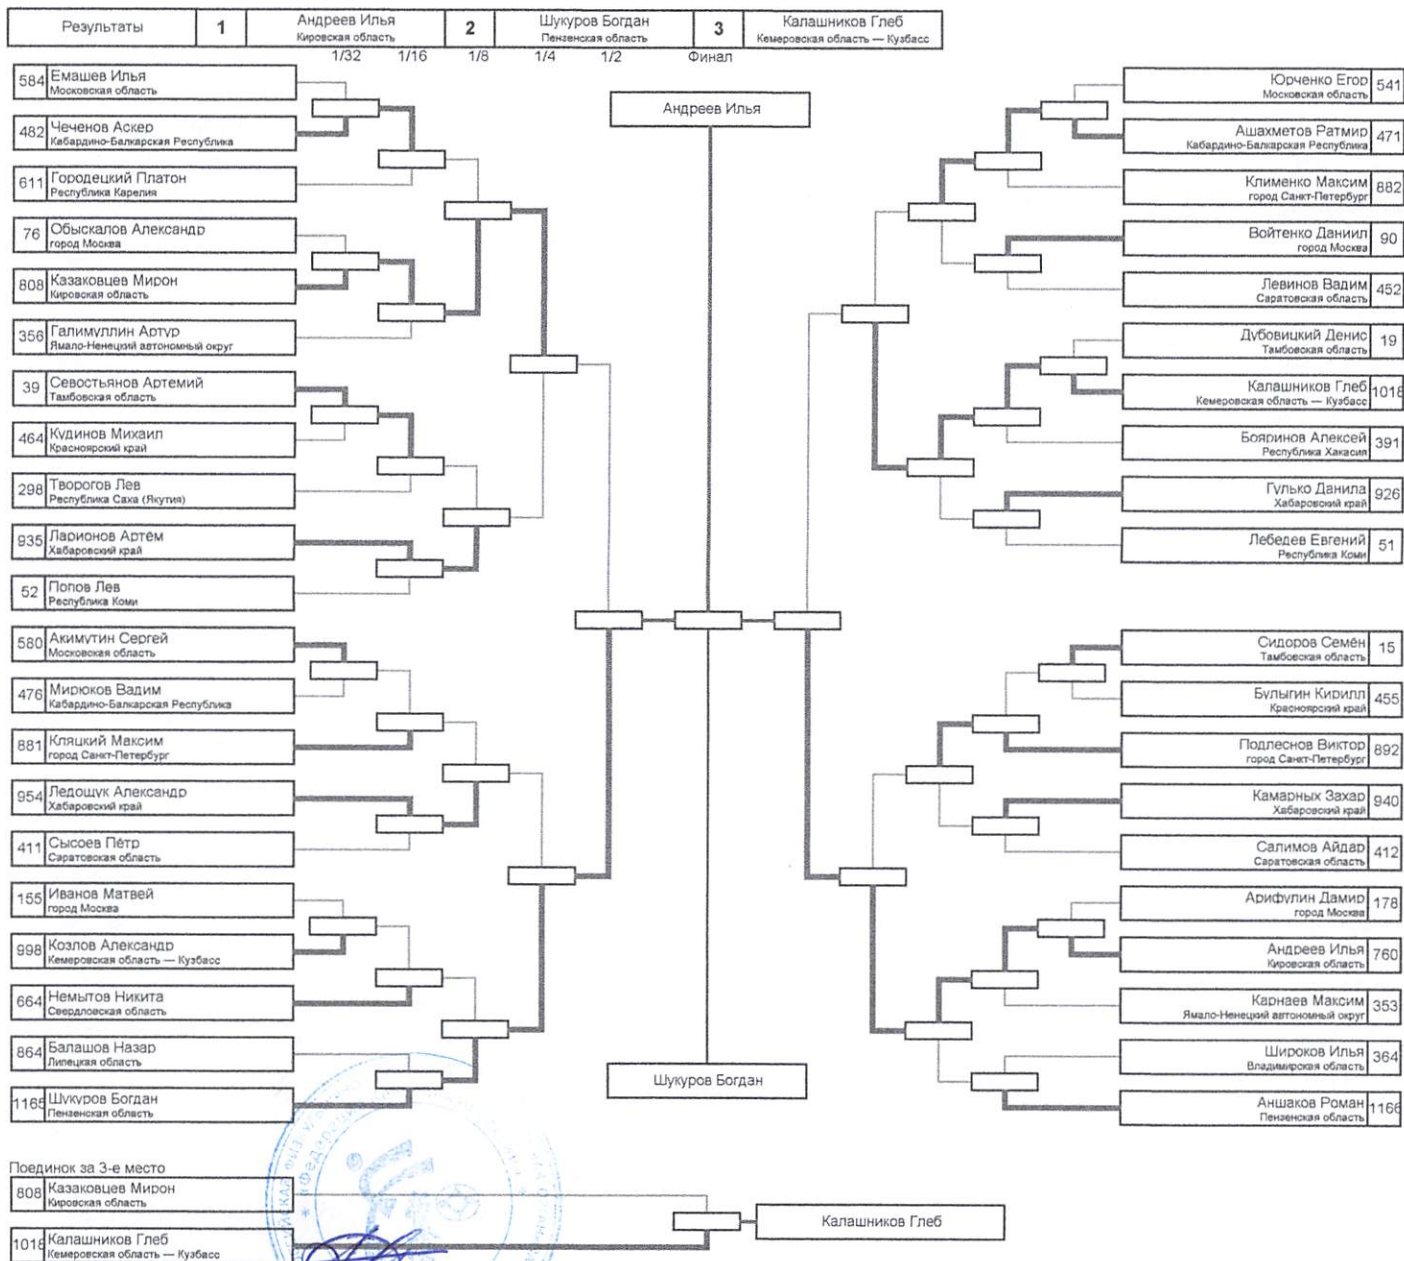 Результаты 1 Андреев Илья 2 Шукуров Богдан 3 Калашников Глеб
Кировская область Пензенская область Кемеровская область — Кузбасс
1/32 1/16 1/8 1/4 1/2 Финал
584 Емашев Илья
Московская область
482 Чеченов Аскер
Кабардино-Балкарская Республика
611 Городецкий Платон
Республика Карелия
76 Обыскалов Александр
город Москва
808 Казаковцев Мирон
Кировская область
356 Галимуллин Артур
Ямало-Ненецкий автономный округ
39 Севостьянов Артемий
Тамбовская область
464 Кудинов Михаил
Красноярский край
298 Творогов Лев
Республика Саха (Якутия)
935 Ларионов Артём
Хабаровский край
52 Попов Лев
Республика Коми
580 Акимутин Сергей
Московская область
476 Мирюков Вадим
Кабардино-Балкарская Республика
881 Кляцкий Максим
город Санкт-Петербург
954 Ледощук Александр
Хабаровский край
411 Сысоев Пётр
Саратовская область
155 Иванов Матвей
город Москва
998 Козлов Александр
Кемеровская область — Кузбасс
664 Немытов Никита
Свердловская область
864 Балашов Назар
Липецкая область
1165 Шукуров Богдан
Пензенская область
Андреев Илья
Шукуров Богдан
Юрченко Егор 541
Московская область
Ашахметов Ратмир 471
Кабардино-Балкарская Республика
Клименко Максим 882
город Санкт-Петербург
Войтенко Даниил 90
город Москва
Левинов Вадим 452
Саратовская область
Дубовицкий Денис 19
Тамбовская область
Калашников Глеб 1018
Кемеровская область — Кузбасс
Бояринов Алексей 391
Республика Хакасия
Гулько Данила 926
Хабаровский край
Лебедев Евгений 51
Республика Коми
Сидоров Семён 15
Тамбовская область
Булыгин Кирилл 455
Красноярский край
Подлеснов Виктор 892
город Санкт-Петербург
Камарных Захар 940
Хабаровский край
Салимов Айдар 412
Саратовская область
Арифулин Дамир 178
город Москва
Андреев Илья 760
Кировская область
Карнаев Максим 353
Ямало-Ненецкий автономный округ
Широков Илья 364
Владимирская область
Аншаков Роман 1166
Пензенская область
Поединок за 3-е место
808 Казаковцев Мирон
Кировская область
1018 Калашников Глеб
Кемеровская область — Кузбасс
Калашников Глеб